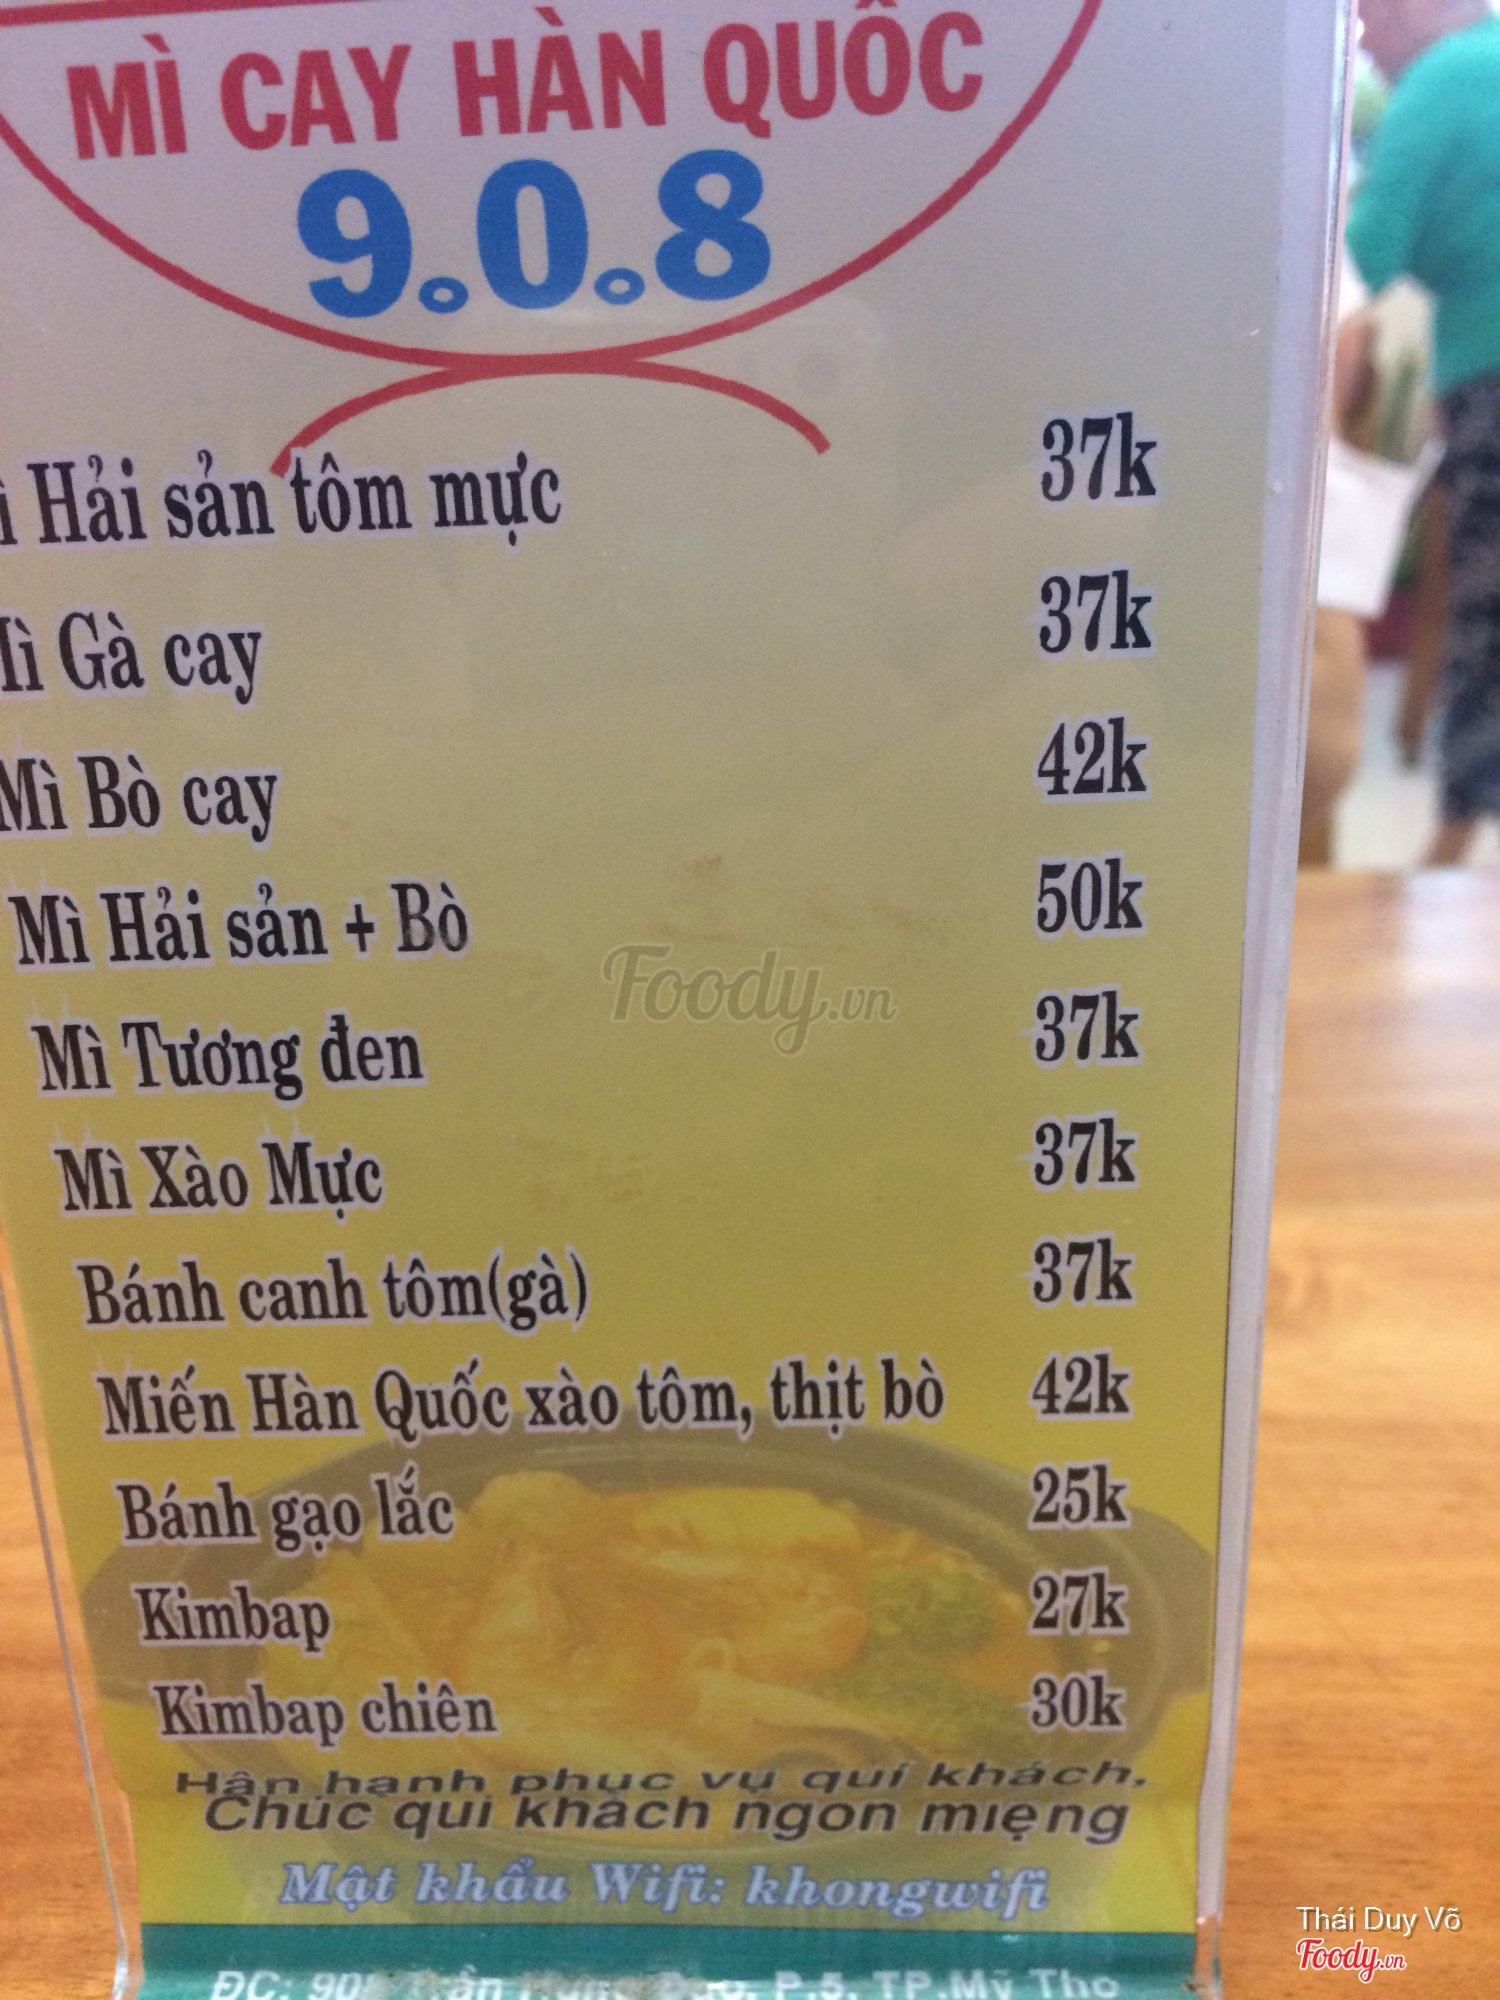 MÌ CAY HÀN QUỐC
9.0.8
Hải sản tôm mực 37k
Mì Gà cay 37k
Mì Bò cay 42k
Mì Hải sản + Bò 50k
Mì Tương đen 37k
Mì Xào Mực 37k
Bánh canh tôm(gà) 37k
Miến Hàn Quốc xào tôm, thịt bò 42k
Bánh gạo lắc 25k
Kimbap 27k
Kimbap chiên 30k
Hân hạnh phục vụ quí khách,
Chúc quí khách ngon miệng
Mật khẩu Wifi: khongwifi
ĐC: P.5, TP.Mỹ Tho
Foody.vn
Thái Duy Võ
Foody.vn